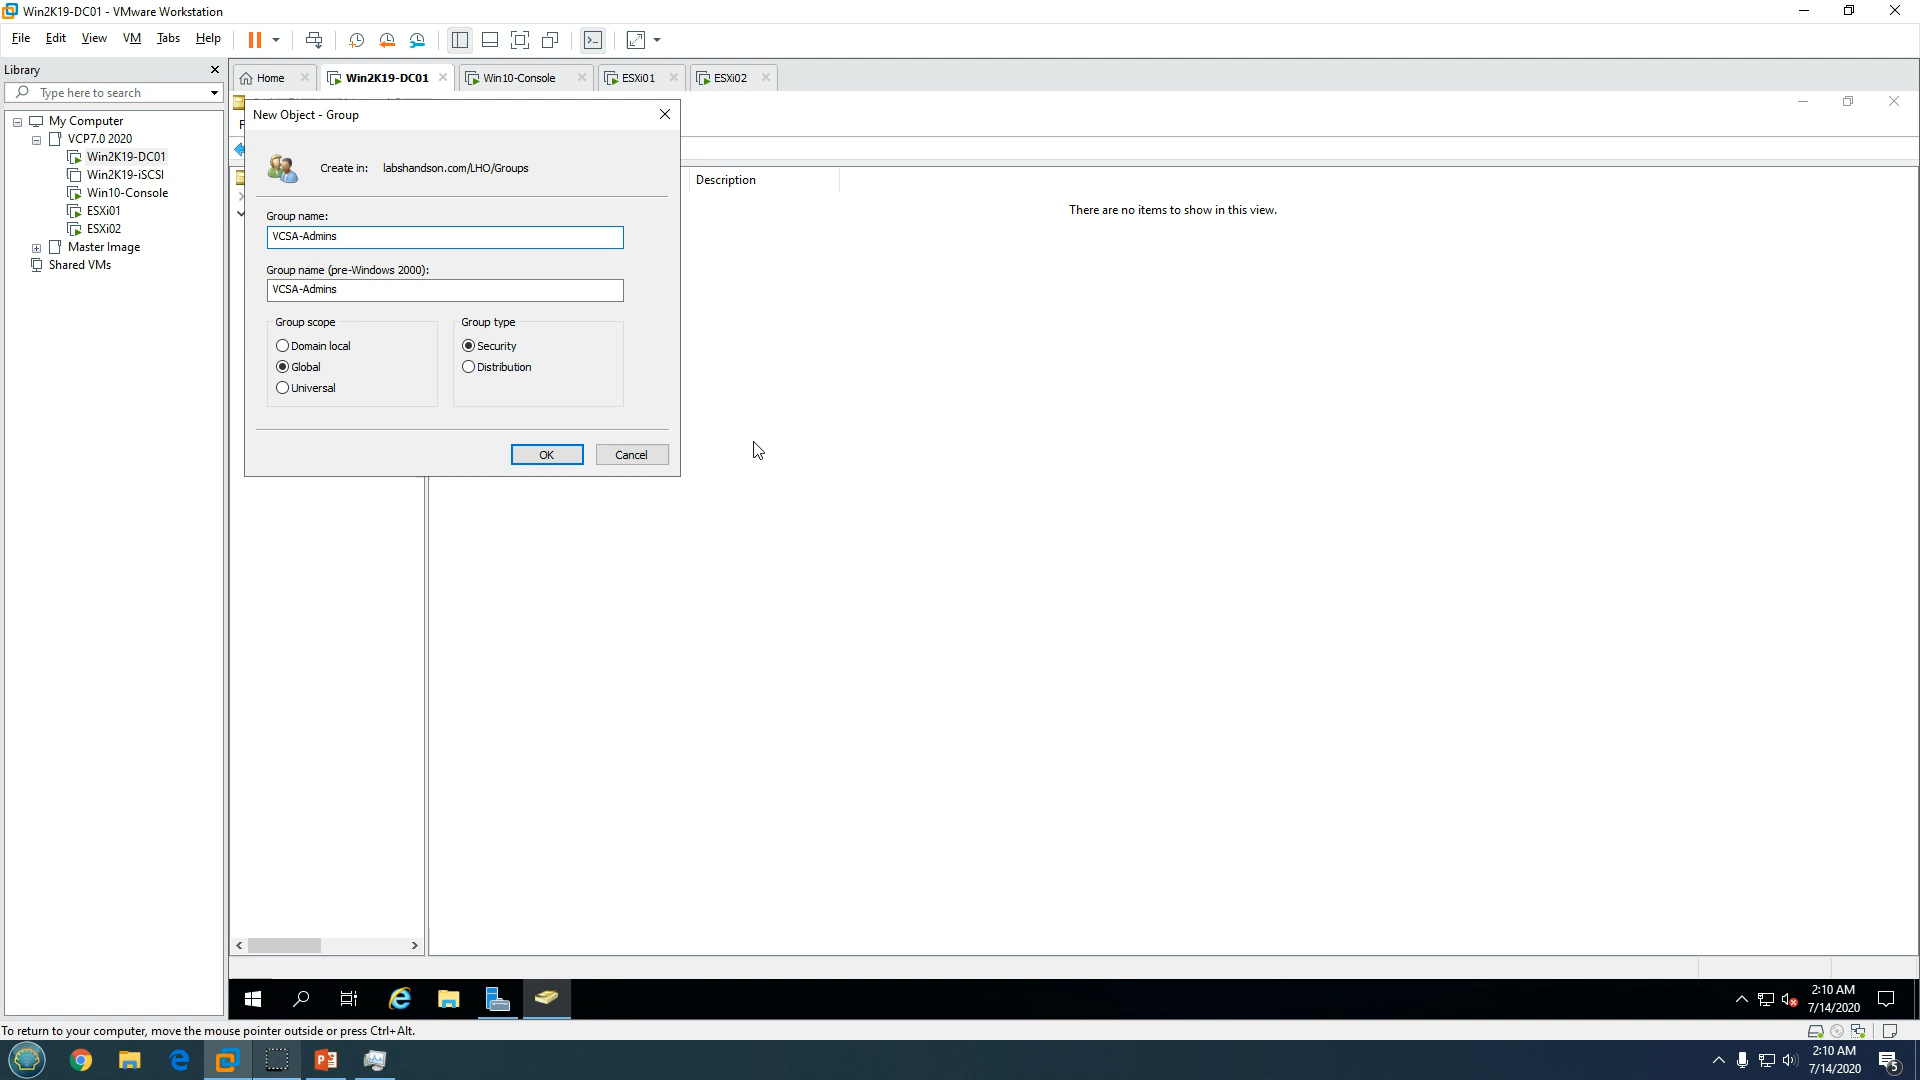 Win2K19-DC01 - VMware Workstation
File Edit View VM Tabs Help
Library
Home Win2K19-DC01 Win10-Console ESXi01 ESXi02
Type here to search
My Computer
VCP7.0 2020
Win2K19-DC01
Win2K19-iSCSI
Win10-Console
ESXi01
ESXi02
Master Image
Shared VMs
New Object - Group
Create in: labshandson.com/LHO/Groups
Group name:
VCSA-Admins
Group name (pre-Windows 2000):
VCSA-Admins
Group scope
Domain local
Global
Universal
Group type
Security
Distribution
OK Cancel
Description
There are no items to show in this view.
2:10 AM
7/14/2020
To return to your computer, move the mouse pointer outside or press Ctrl+Alt.
2:10 AM
7/14/2020
5